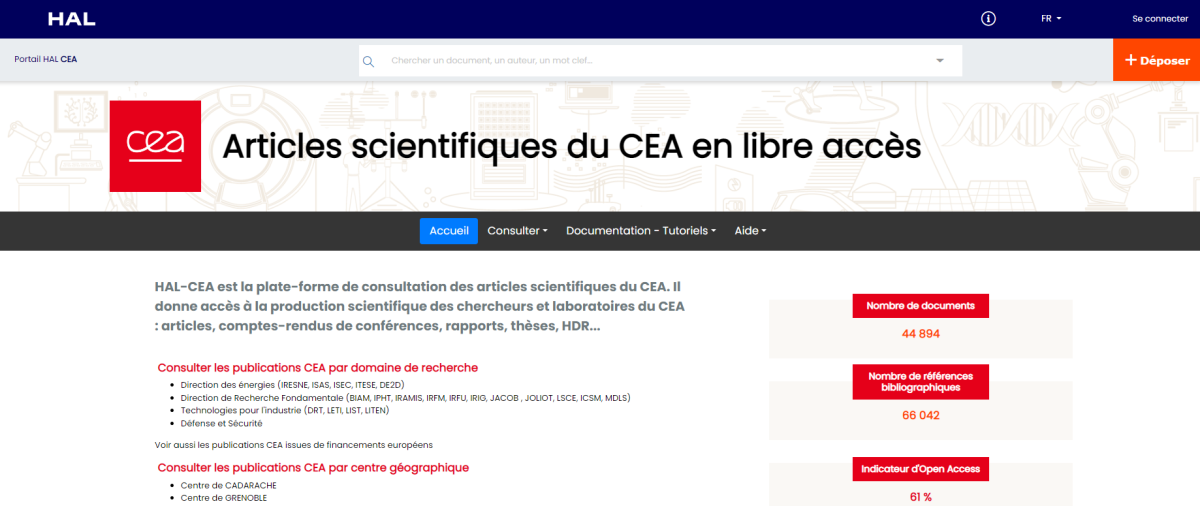 HAL
FR
Se connecter
Portail HAL CEA
Chercher un document, un auteur, un mot clef...
+ Déposer
cea
Articles scientifiques du CEA en libre accès
Accueil
Consulter
Documentation - Tutoriels
Aide
HAL-CEA est la plate-forme de consultation des articles scientifiques du CEA. Il
donne accès à la production scientifique des chercheurs et laboratoires du CEA
: articles, comptes-rendus de conférences, rapports, thèses, HDR...
Consulter les publications CEA par domaine de recherche
Direction des énergies (IRESNE, ISAS, ISEC, ITESE, DE2D)
Direction de Recherche Fondamentale (BIAM, IPHT, IRAMIS, IRFM, IRFU, IRIG, JACOB , JOLIOT, LSCE, ICSM, MDLS)
Technologies pour l'industrie (DRT, LETI, LIST, LITEN)
Défense et Sécurité
Voir aussi les publications CEA issues de financements européens
Consulter les publications CEA par centre géographique
Centre de CADARACHE
Centre de GRENOBLE
Nombre de documents
44 894
Nombre de références
bibliographiques
66 042
Indicateur d'Open Access
61 %